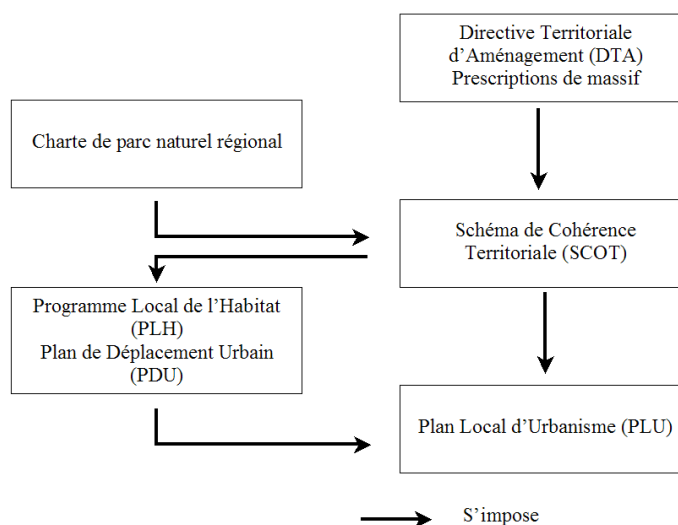 Directive Territoriale
d’Aménagement (DTA)
Prescriptions de massif
Charte de parc naturel régional
Schéma de Cohérence
Territoriale (SCOT)
Programme Local de l’Habitat
(PLH)
Plan de Déplacement Urbain
(PDU)
Plan Local d’Urbanisme (PLU)
S’impose